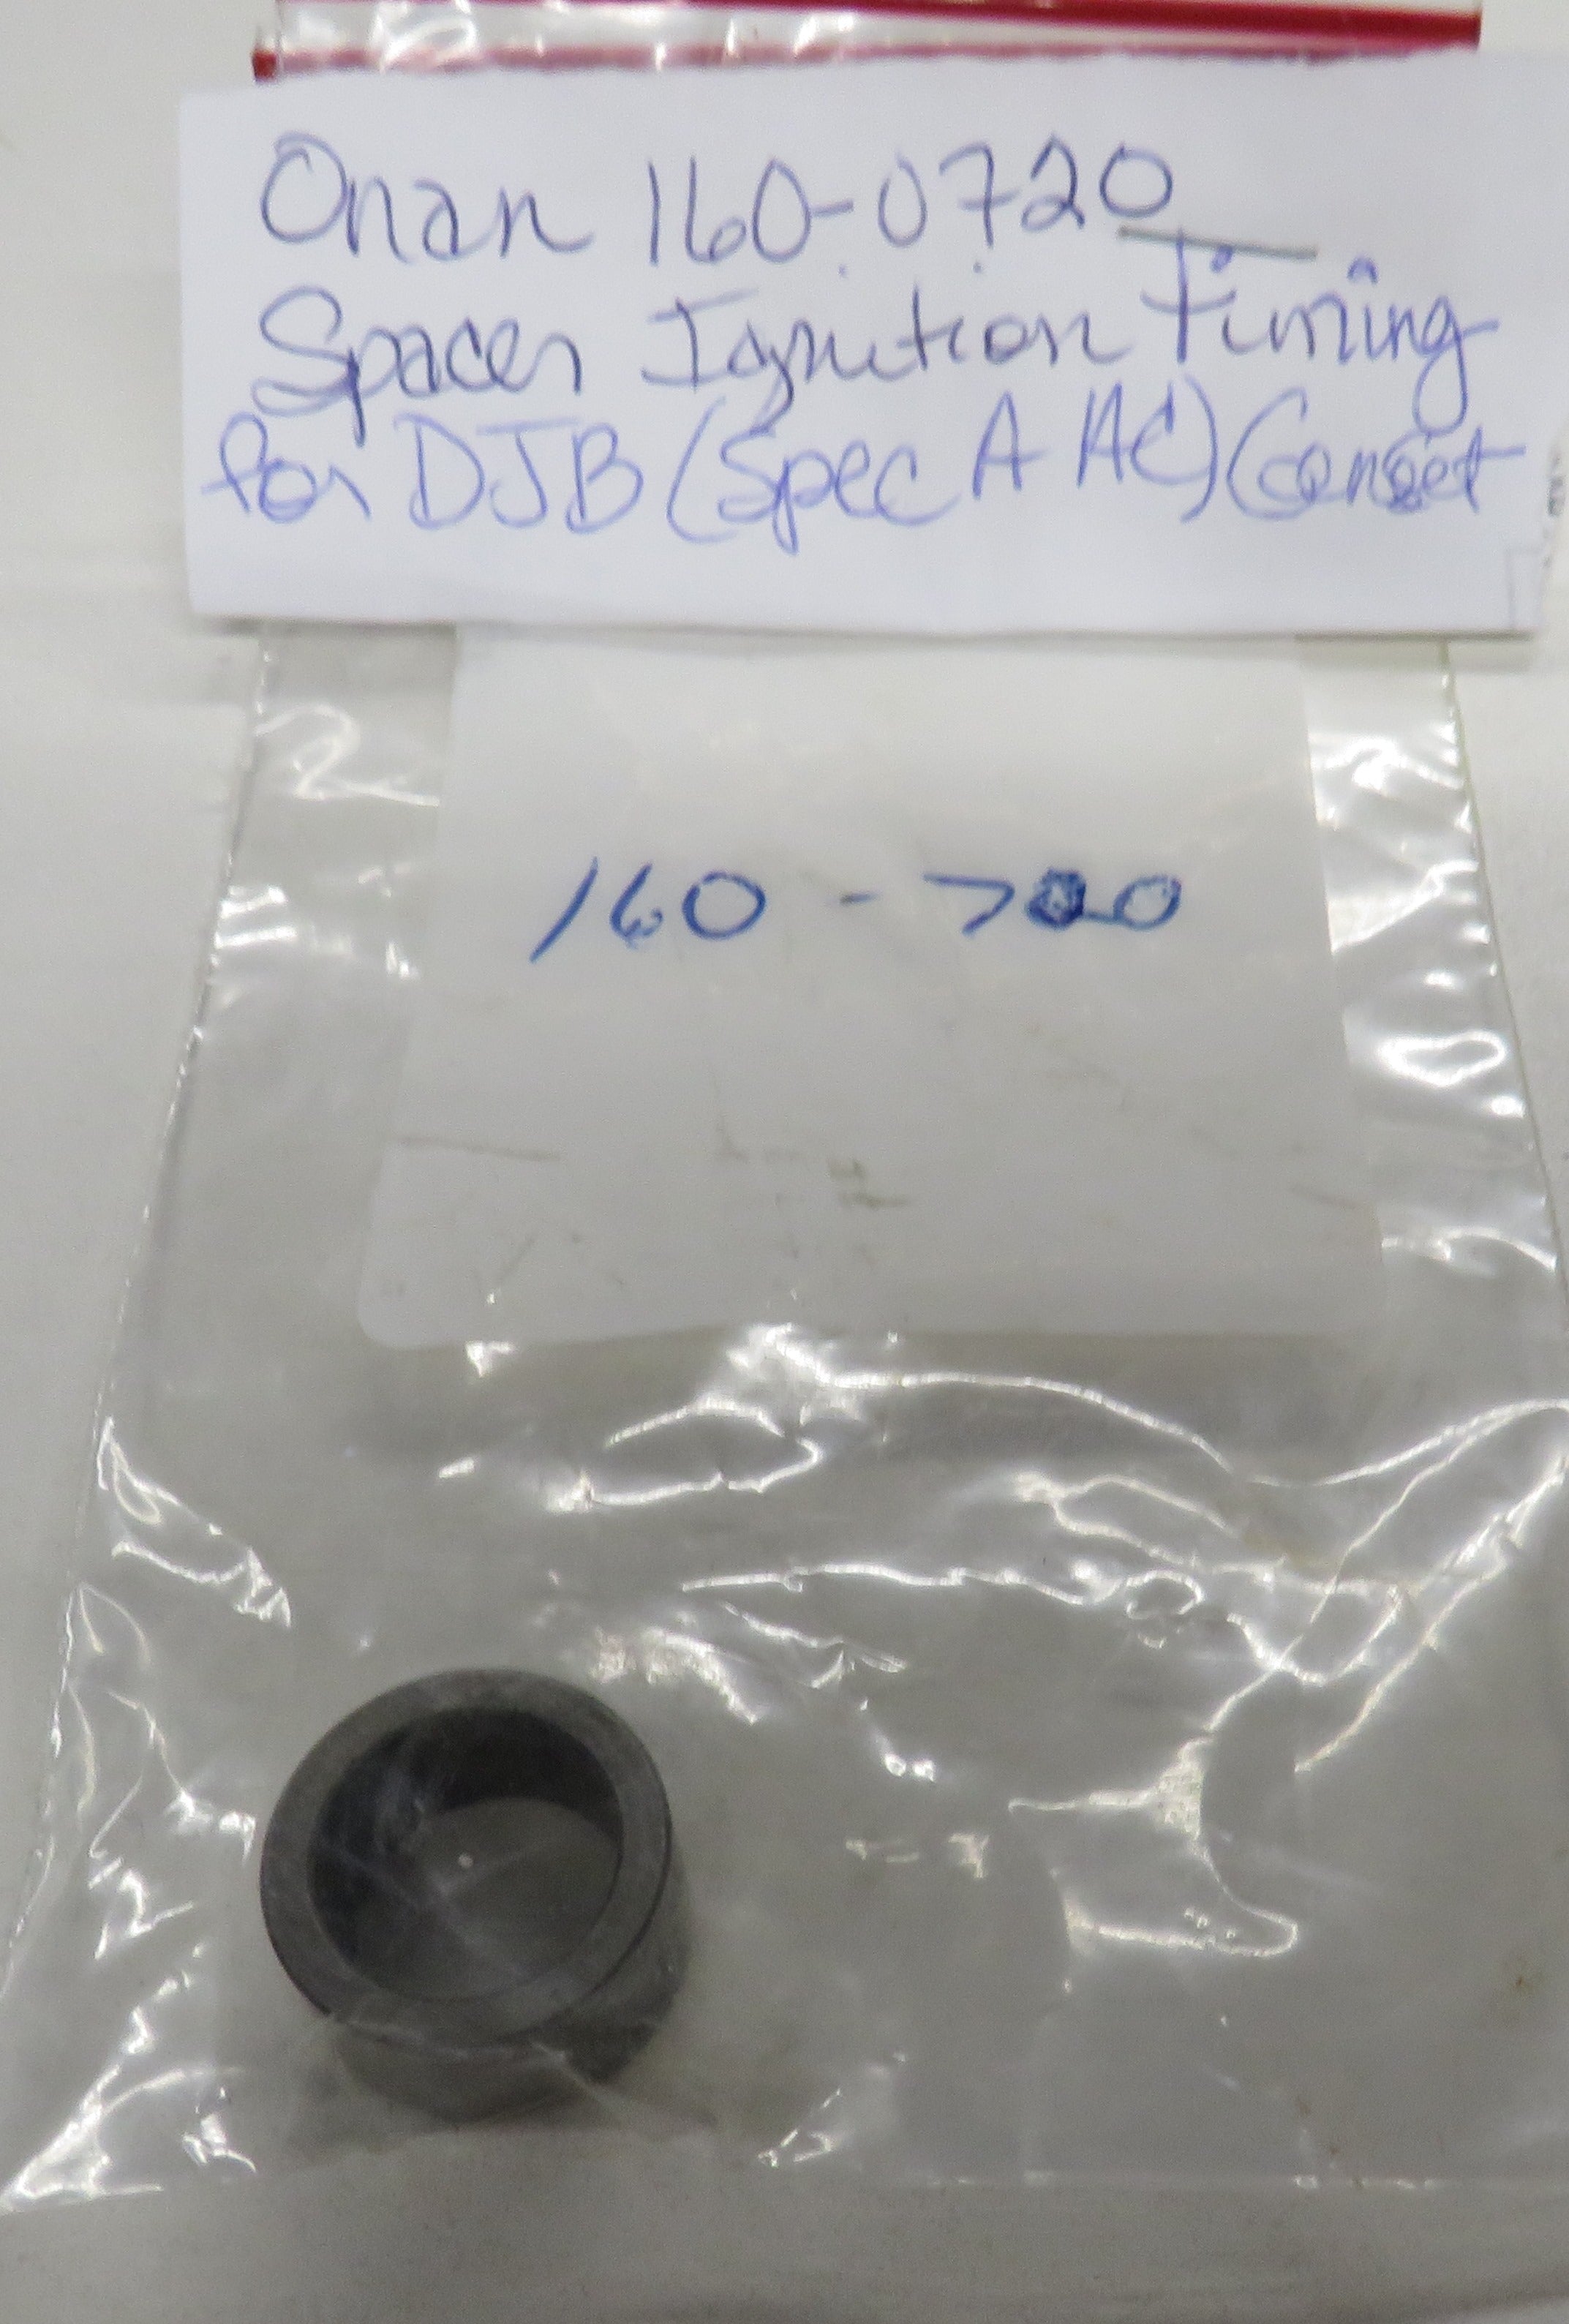 Onan 160-0720
Spacer Ignition Timing
for DJB (Spec A AC) Genset
160-720